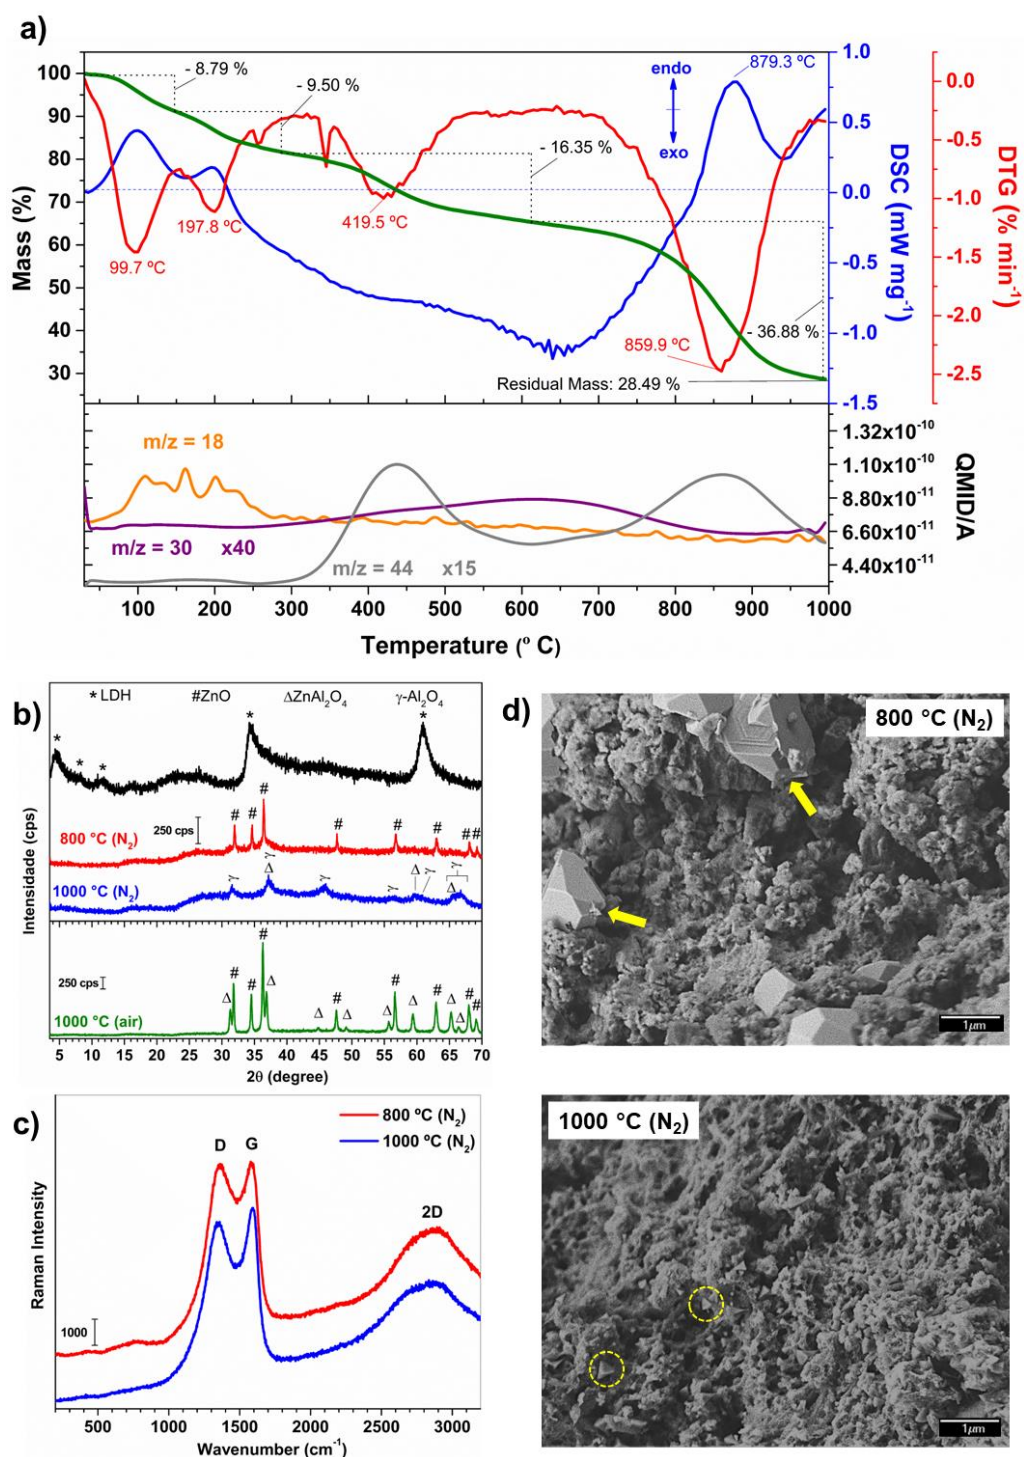 a)
100
90
80
70
60
50
40
30
Mass (%)
- 8.79 %
- 9.50 %
- 16.35 %
- 36.88 %
Residual Mass: 28.49 %
99.7 ºC
197.8 ºC
419.5 ºC
859.9 ºC
879.3 ºC
endo
exo
1.0
0.5
0.0
-0.5
-1.0
-1.5
DSC (mW mg-1)
0.0
-0.5
-1.0
-1.5
-2.0
-2.5
DTG (% min-1)
m/z = 18
m/z = 30 x40
m/z = 44 x15
1.32x10-10
1.10x10-10
8.80x10-11
6.60x10-11
4.40x10-11
QMID/A
100 200 300 400 500 600 700 800 900 1000
Temperature (º C)
b)
* LDH #ZnO ΔZnAl2O4 γ-Al2O4
* * * * *
800 °C (N2)
250 cps
# # # # # # # #
1000 °C (N2)
γ Δ γ γ γ Δ γ Δ γ
250 cps
1000 °C (air)
Δ # # # Δ Δ # Δ Δ # Δ # Δ Δ # #
Intensidade (cps)
5 10 15 20 25 30 35 40 45 50 55 60 65 70
2θ (degree)
c)
800 ºC (N2)
1000 ºC (N2)
D G
2D
1000
Raman Intensity
500 1000 1500 2000 2500 3000
Wavenumber (cm-1)
d)
800 °C (N2)
1μm
1000 °C (N2)
1μm